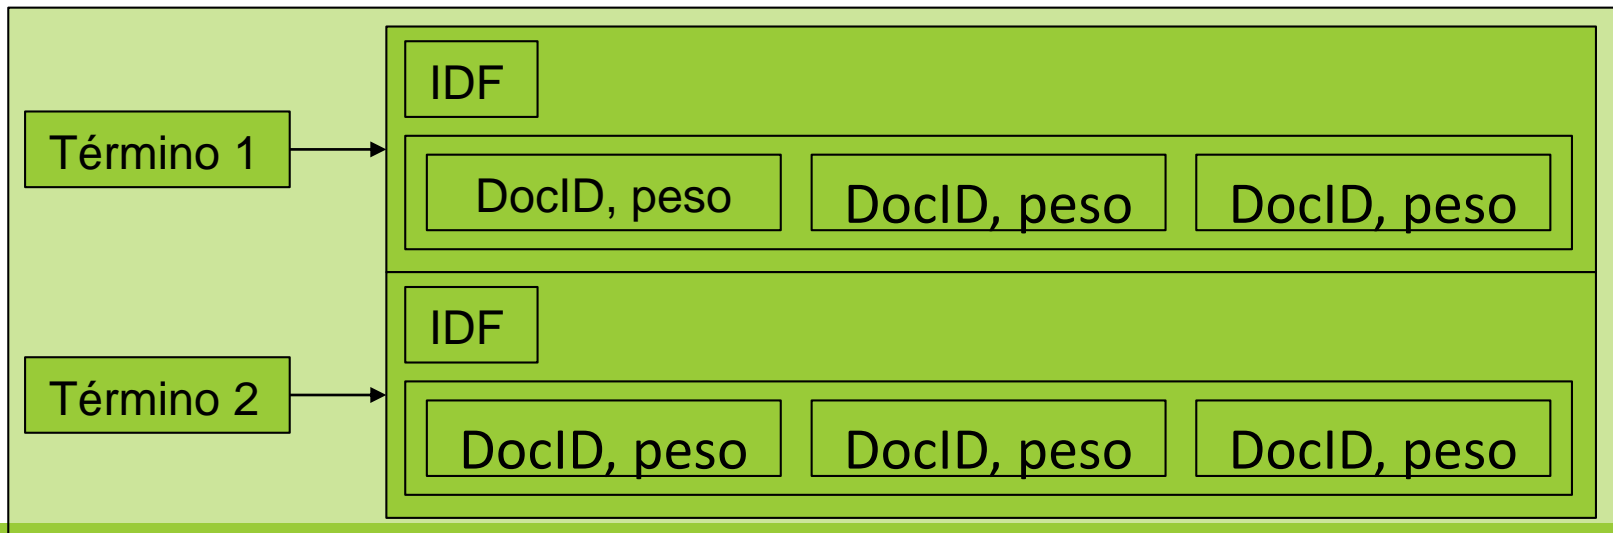 IDF
Término 1
DocID, peso
DocID, peso
DocID, peso
IDF
Término 2
DocID, peso
DocID, peso
DocID, peso